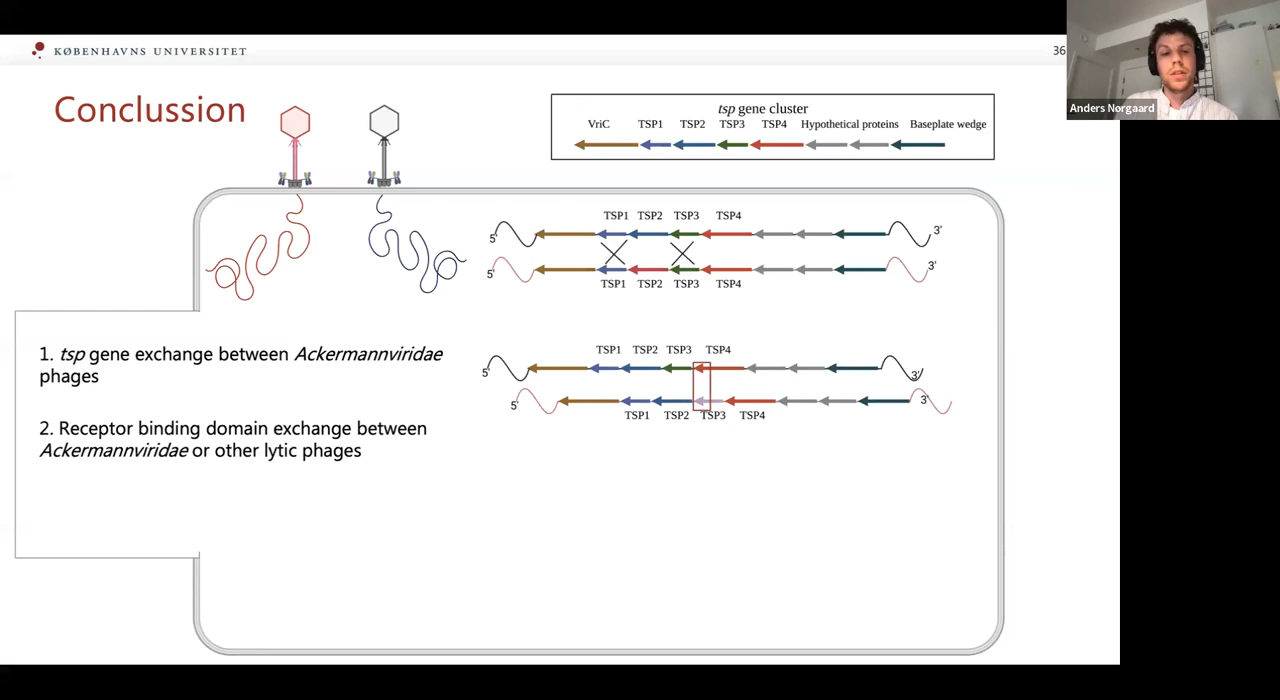 KØBENHAVNS UNIVERSITET
36
Anders Nørgaard
Conclussion
tsp gene cluster
VriC TSP1 TSP2 TSP3 TSP4 Hypothetical proteins Baseplate wedge
TSP1 TSP2 TSP3 TSP4
5' 3'
5' 3'
TSP1 TSP2 TSP3 TSP4
1. tsp gene exchange between Ackermannviridae
phages
2. Receptor binding domain exchange between
Ackermannviridae or other lytic phages
TSP1 TSP2 TSP3 TSP4
5' 3'
5' 3'
TSP1 TSP2 TSP3 TSP4